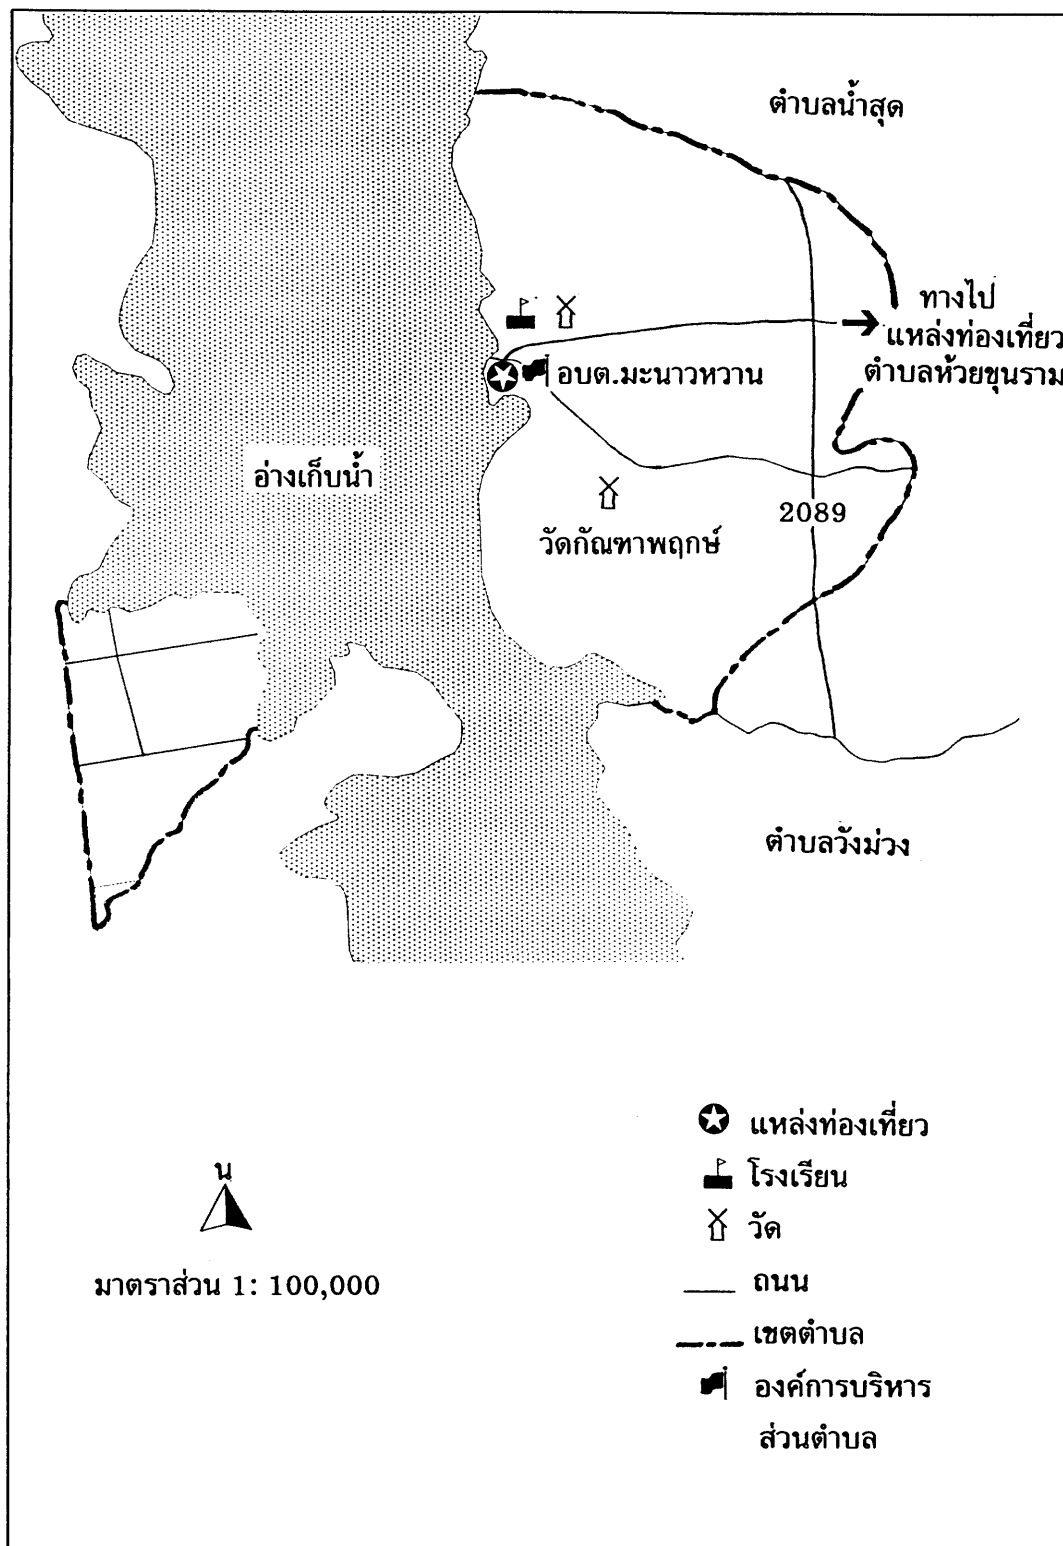 ตำบลน้ำสุด
ทางไป
แหล่งท่องเที่ยว
ตำบลห้วยขุนราม
อบต.มะนาวหวาน
อ่างเก็บน้ำ
2089
วัดกัณฑาพฤกษ์
ตำบลวังม่วง
แหล่งท่องเที่ยว
น
โรงเรียน
วัด
มาตราส่วน 1: 100,000
ถนน
เขตตำบล
องค์การบริหาร
ส่วนตำบล